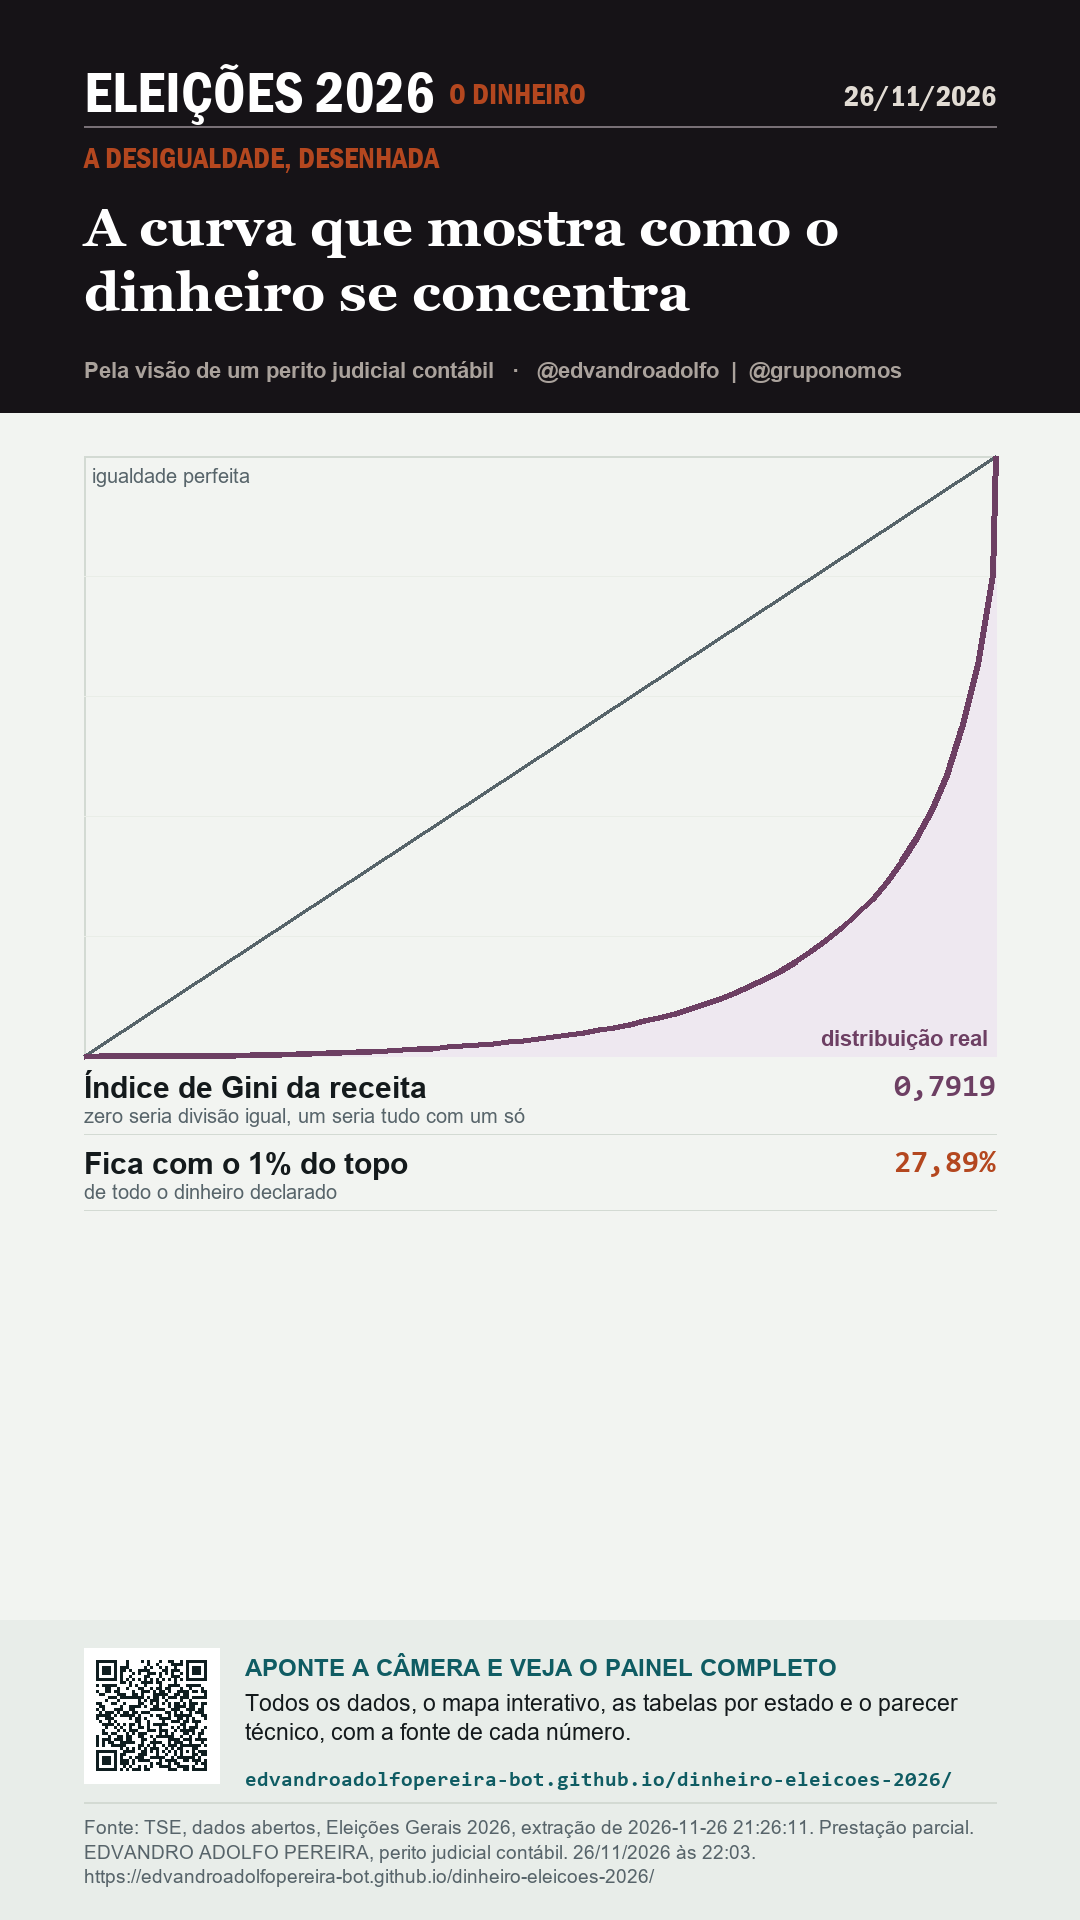 ELEIÇÕES 2026 O DINHEIRO 26/11/2026
A DESIGUALDADE, DESENHADA
A curva que mostra como o
dinheiro se concentra
Pela visão de um perito judicial contábil · @edvandroadolfo | @gruponomos
igualdade perfeita
distribuição real
Índice de Gini da receita 0,7919
zero seria divisão igual, um seria tudo com um só
Fica com o 1% do topo 27,89%
de todo o dinheiro declarado
APONTE A CÂMERA E VEJA O PAINEL COMPLETO
Todos os dados, o mapa interativo, as tabelas por estado e o parecer
técnico, com a fonte de cada número.
edvandroadolfopereira-bot.github.io/dinheiro-eleicoes-2026/
Fonte: TSE, dados abertos, Eleições Gerais 2026, extração de 2026-11-26 21:26:11. Prestação parcial.
EDVANDRO ADOLFO PEREIRA, perito judicial contábil. 26/11/2026 às 22:03.
https://edvandroadolfopereira-bot.github.io/dinheiro-eleicoes-2026/